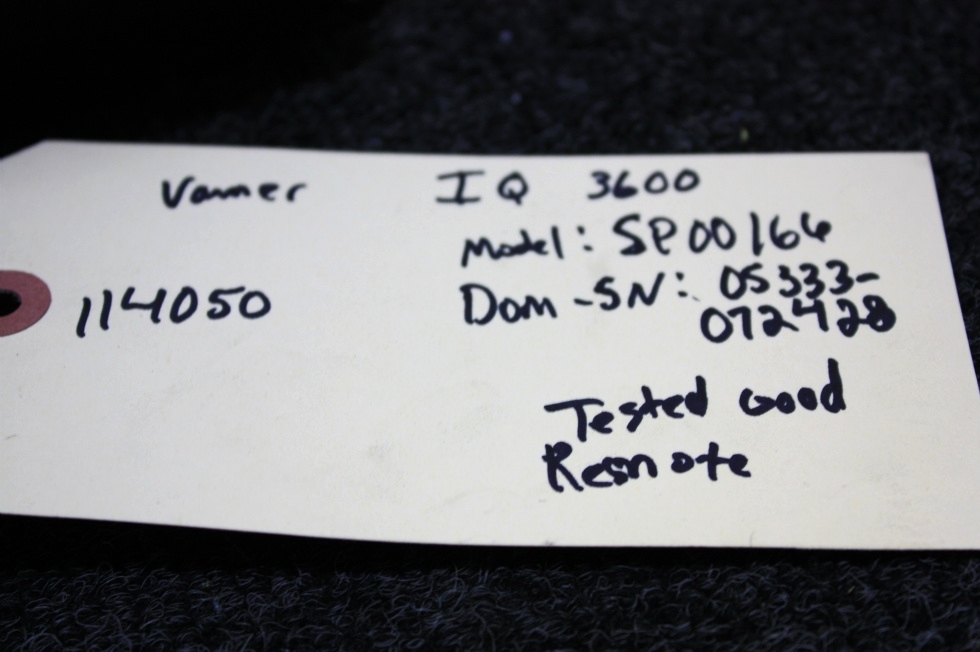 Vanner IQ 3600
Model: SP00166
114050 Dom-SN: 05333-
072428
Tested Good
Remote